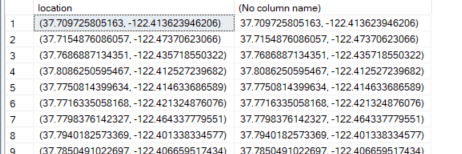 location (No column name)
1 (37.709725805163, -122.413623946206) 37.709725805163, -122.413623946206)
2 (37.7154876086057, -122.47370623066) 37.7154876086057, -122.47370623066)
3 (37.7686887134351, -122.435718550322) 37.7686887134351, -122.435718550322)
4 (37.8086250595467, -122.412527239682) 37.8086250595467, -122.412527239682)
5 (37.7750814399634, -122.414633686589) 37.7750814399634, -122.414633686589)
6 (37.7716335058168, -122.421324876076) 37.7716335058168, -122.421324876076)
7 (37.7798376142327, -122.464377779551) 37.7798376142327, -122.464377779551)
8 (37.7940182573369, -122.401338334577) 37.7940182573369, -122.401338334577)
9 (37.7850491022697, -122.406659517434) 37.7850491022697, -122.406659517434)